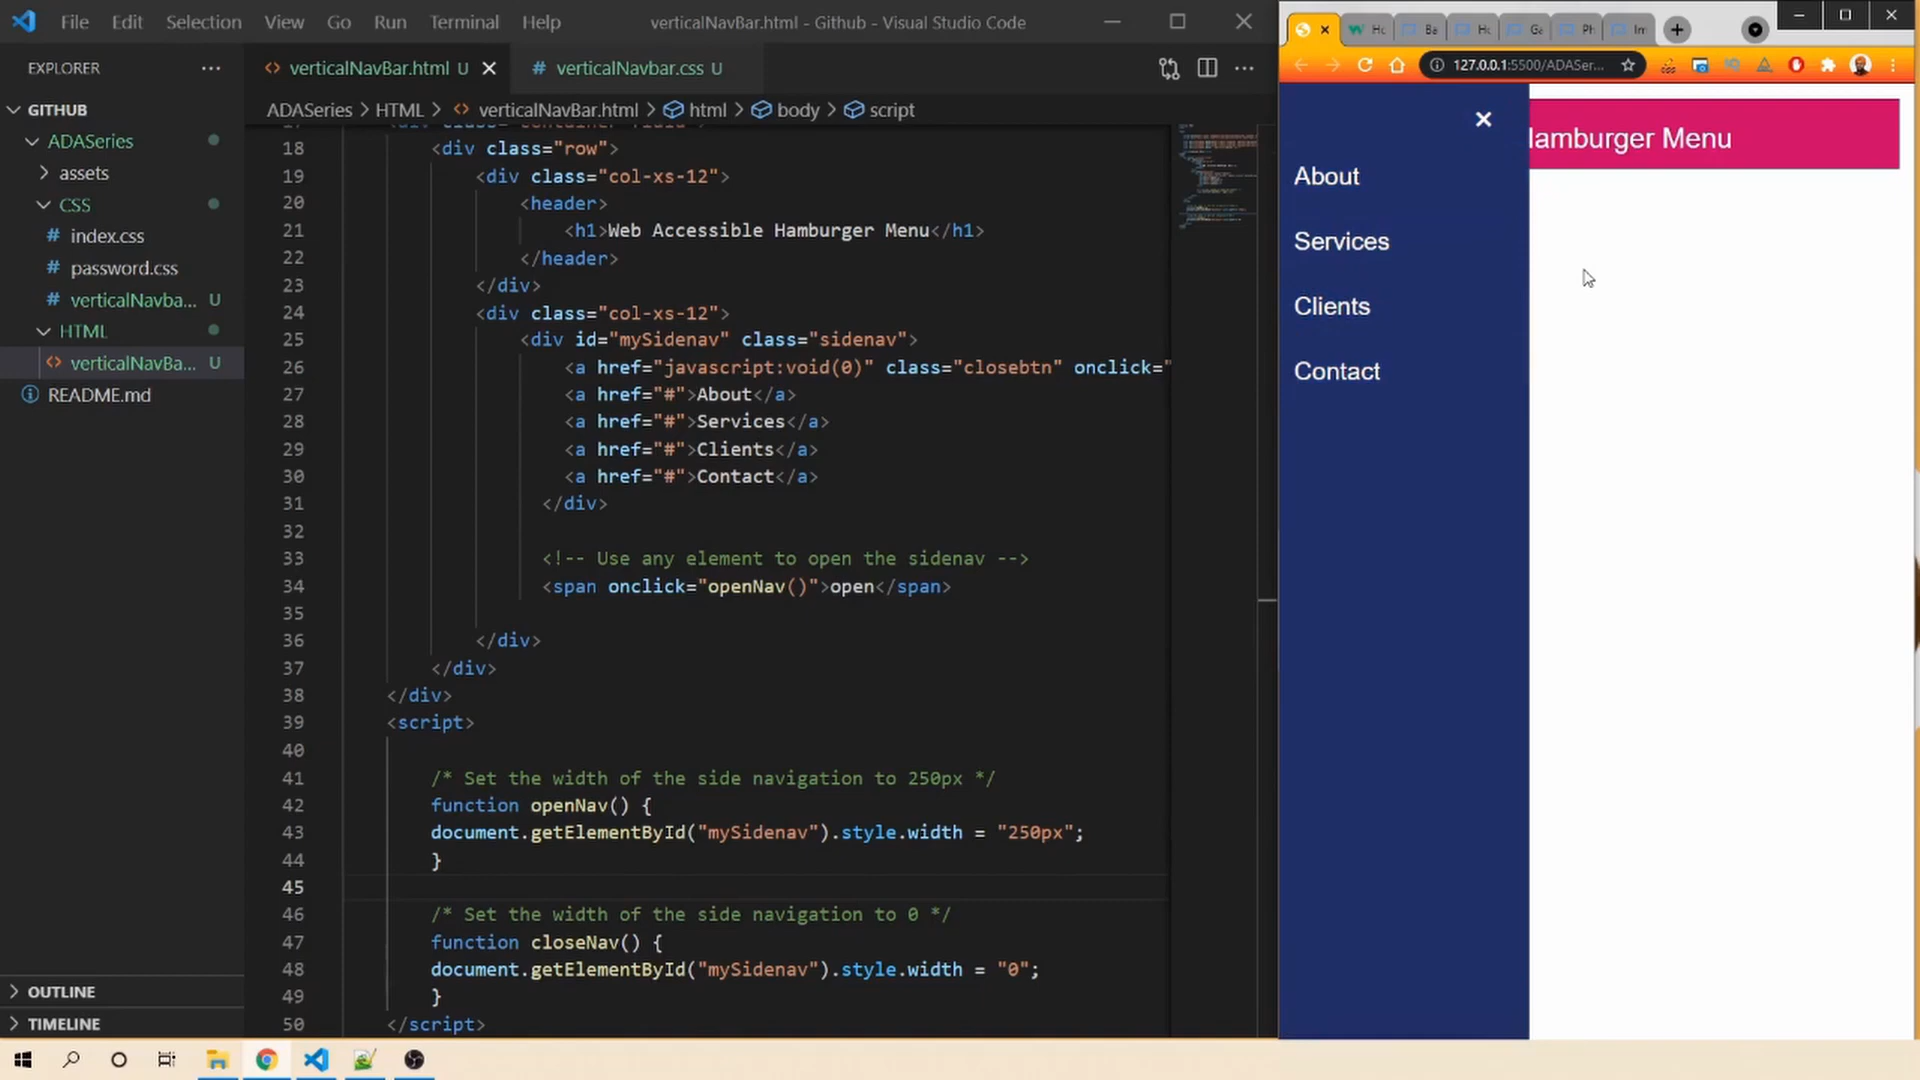 File Edit Selection View Go Run Terminal Help
verticalNavBar.html - Github - Visual Studio Code
EXPLORER
GITHUB
ADASeries
assets
CSS
index.css
password.css
verticalNavba... U
HTML
verticalNavBa... U
README.md
OUTLINE
TIMELINE
verticalNavBar.html U
verticalNavbar.css U
ADASeries > HTML > verticalNavBar.html > html > body > script
18 <div class="row">
19 <div class="col-xs-12">
20 <header>
21 <h1>Web Accessible Hamburger Menu</h1>
22 </header>
23 </div>
24 <div class="col-xs-12">
25 <div id="mySidenav" class="sidenav">
26 <a href="javascript:void(0)" class="closebtn" onclick="
27 <a href="#">About</a>
28 <a href="#">Services</a>
29 <a href="#">Clients</a>
30 <a href="#">Contact</a>
31 </div>
32
33 <!-- Use any element to open the sidenav -->
34 <span onclick="openNav()">open</span>
35
36 </div>
37 </div>
38 </div>
39 <script>
40
41 /* Set the width of the side navigation to 250px */
42 function openNav() {
43 document.getElementById("mySidenav").style.width = "250px";
44 }
45
46 /* Set the width of the side navigation to 0 */
47 function closeNav() {
48 document.getElementById("mySidenav").style.width = "0";
49 }
50 </script>
Ho
Ba
Ho
Ga
Ph
Im
127.0.0.1:5500/ADASer...
×
Hamburger Menu
About
Services
Clients
Contact